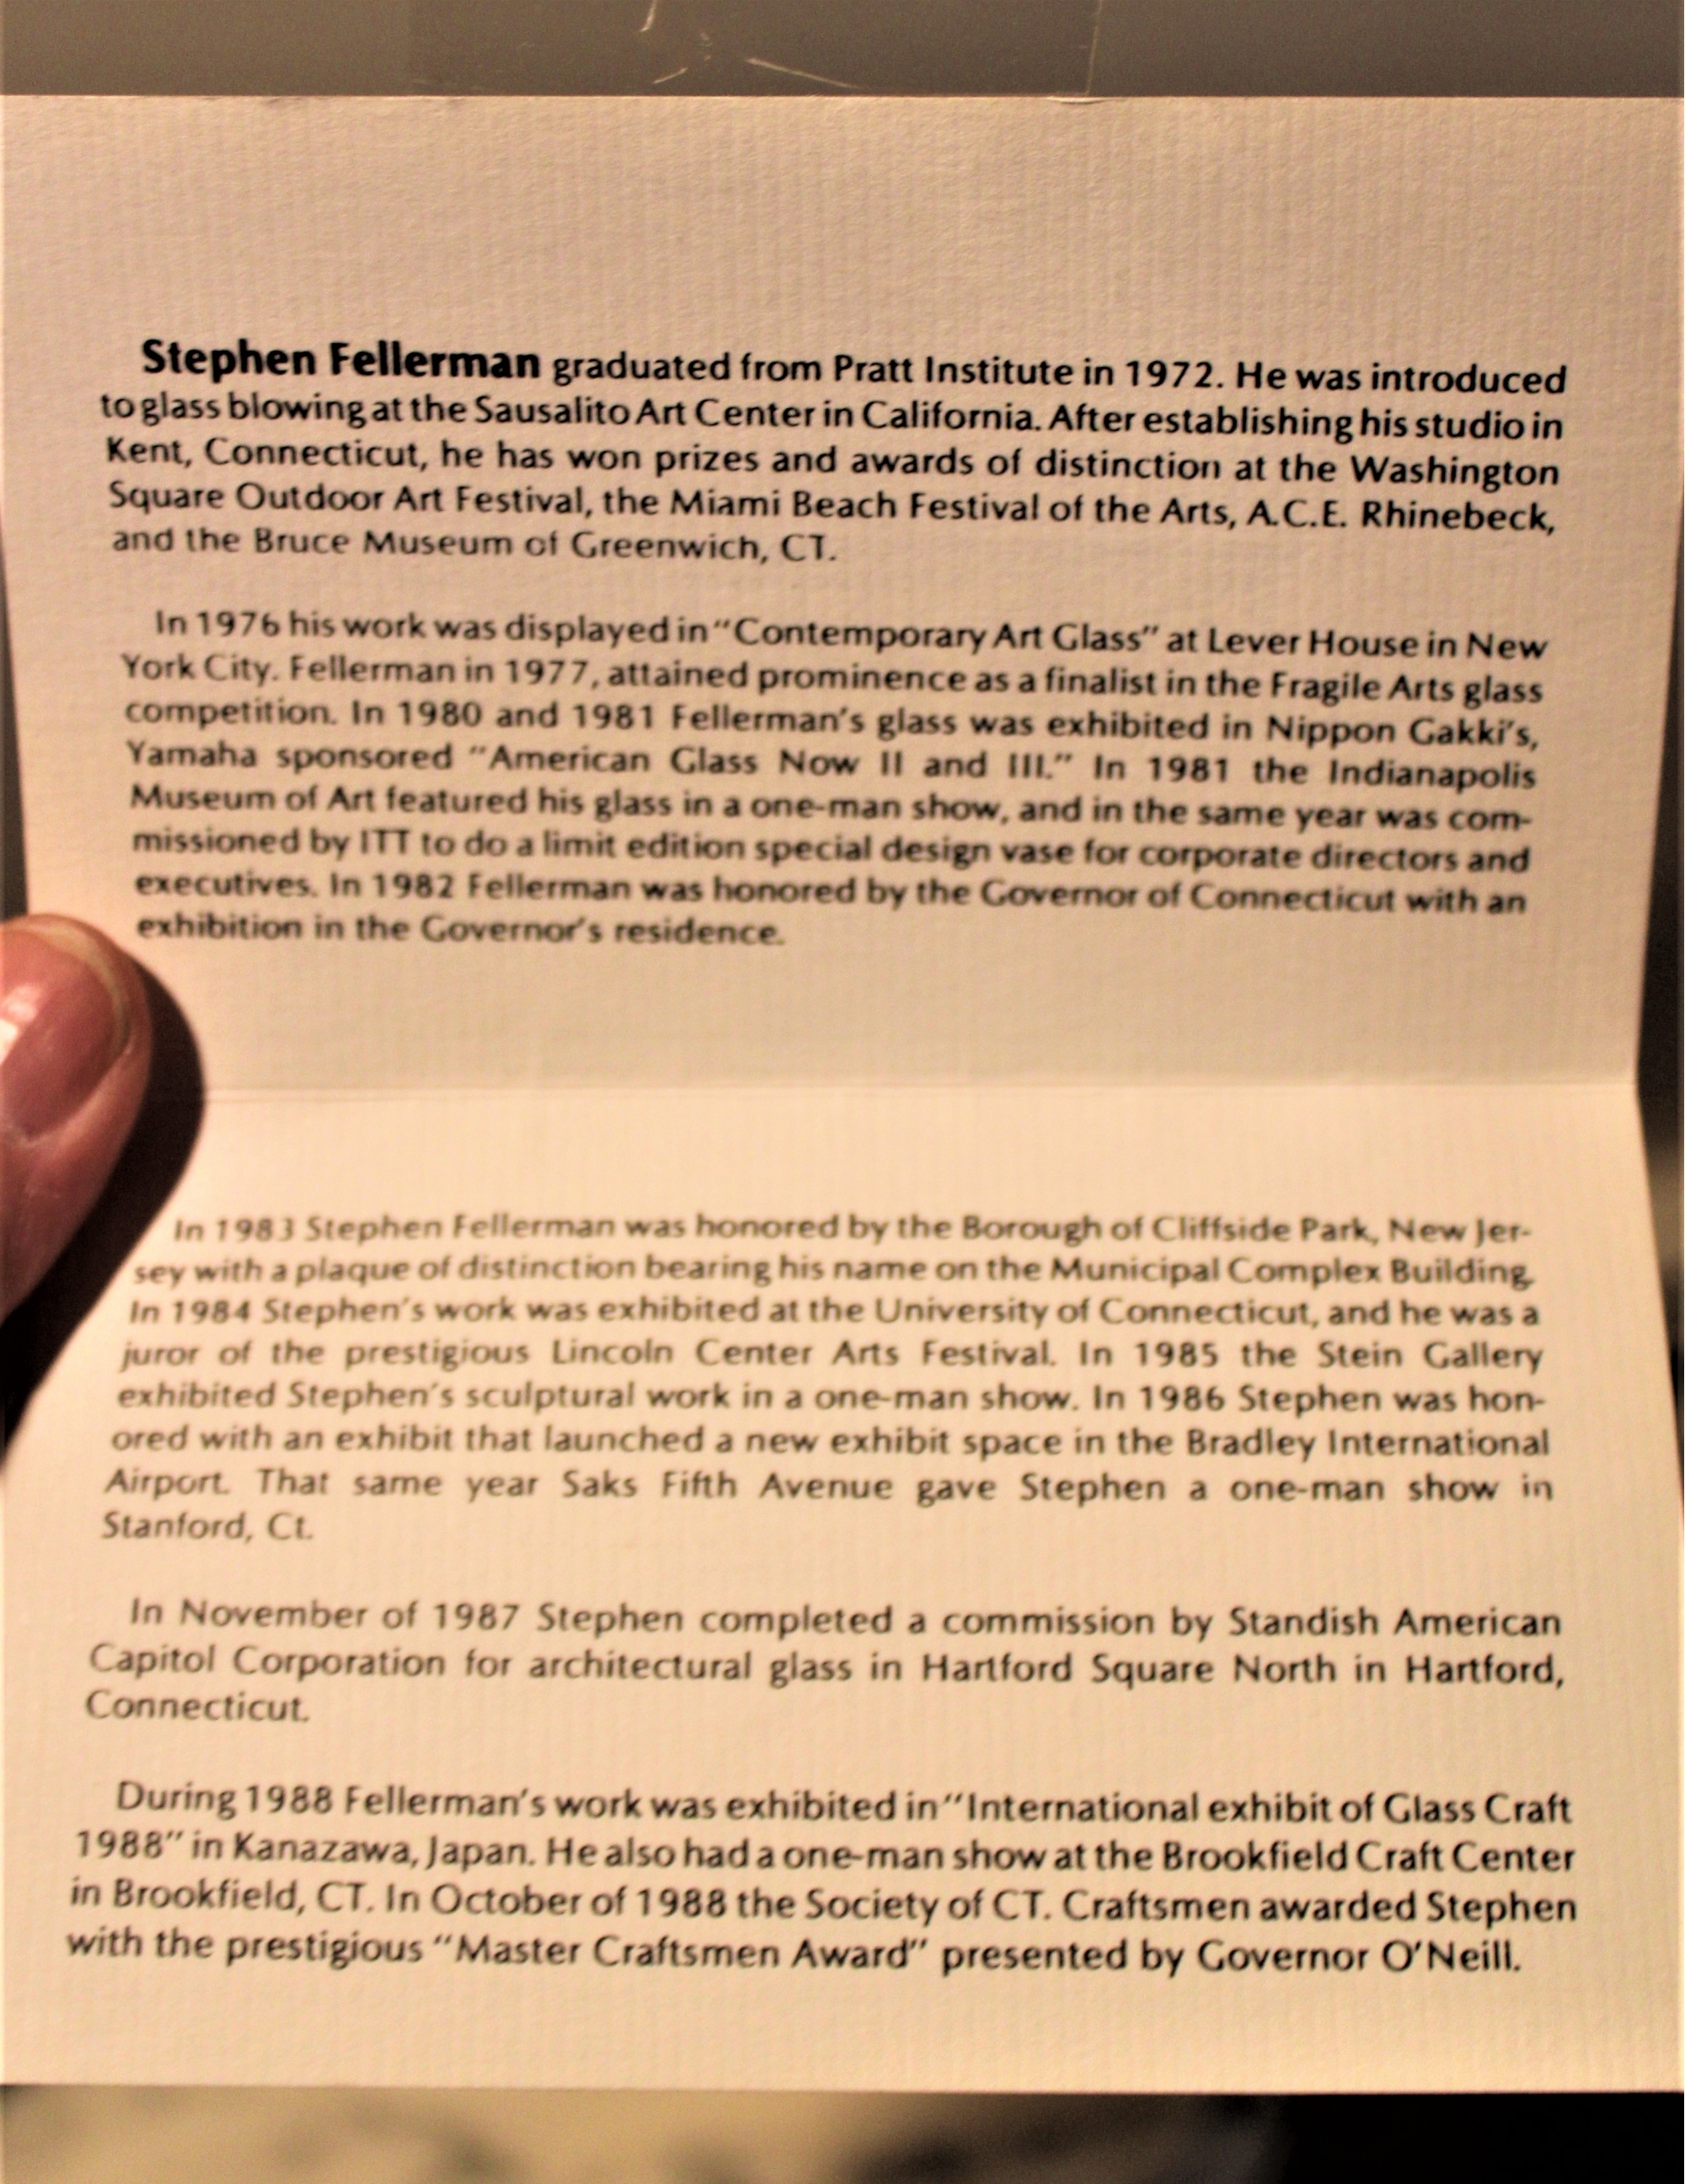 Stephen Fellerman graduated from Pratt Institute in 1972. He was introduced
to glass blowing at the Sausalito Art Center in California. After establishing his studio in
Kent, Connecticut, he has won prizes and awards of distinction at the Washington
Square Outdoor Art Festival, the Miami Beach Festival of the Arts, A.C.E. Rhinebeck,
and the Bruce Museum of Greenwich, CT.
In 1976 his work was displayed in "Contemporary Art Glass" at Lever House in New
York City. Fellerman in 1977, attained prominence as a finalist in the Fragile Arts glass
competition. In 1980 and 1981 Fellerman's glass was exhibited in Nippon Gakki's,
Yamaha sponsored "American Glass Now II and III." In 1981 the Indianapolis
Museum of Art featured his glass in a one-man show, and in the same year was com-
missioned by ITT to do a limit edition special design vase for corporate directors and
executives. In 1982 Fellerman was honored by the Governor of Connecticut with an
exhibition in the Governor's residence.
In 1983 Stephen Fellerman was honored by the Borough of Cliffside Park, New Jer-
sey with a plaque of distinction bearing his name on the Municipal Complex Building.
In 1984 Stephen's work was exhibited at the University of Connecticut, and he was a
juror of the prestigious Lincoln Center Arts Festival. In 1985 the Stein Gallery
exhibited Stephen's sculptural work in a one-man show. In 1986 Stephen was hon-
ored with an exhibit that launched a new exhibit space in the Bradley International
Airport. That same year Saks Fifth Avenue gave Stephen a one-man show in
Stanford, Ct.
In November of 1987 Stephen completed a commission by Standish American
Capitol Corporation for architectural glass in Hartford Square North in Hartford,
Connecticut.
During 1988 Fellerman's work was exhibited in "International exhibit of Glass Craft
1988" in Kanazawa, Japan. He also had a one-man show at the Brookfield Craft Center
in Brookfield, CT. In October of 1988 the Society of CT. Craftsmen awarded Stephen
with the prestigious "Master Craftsmen Award" presented by Governor O'Neill.